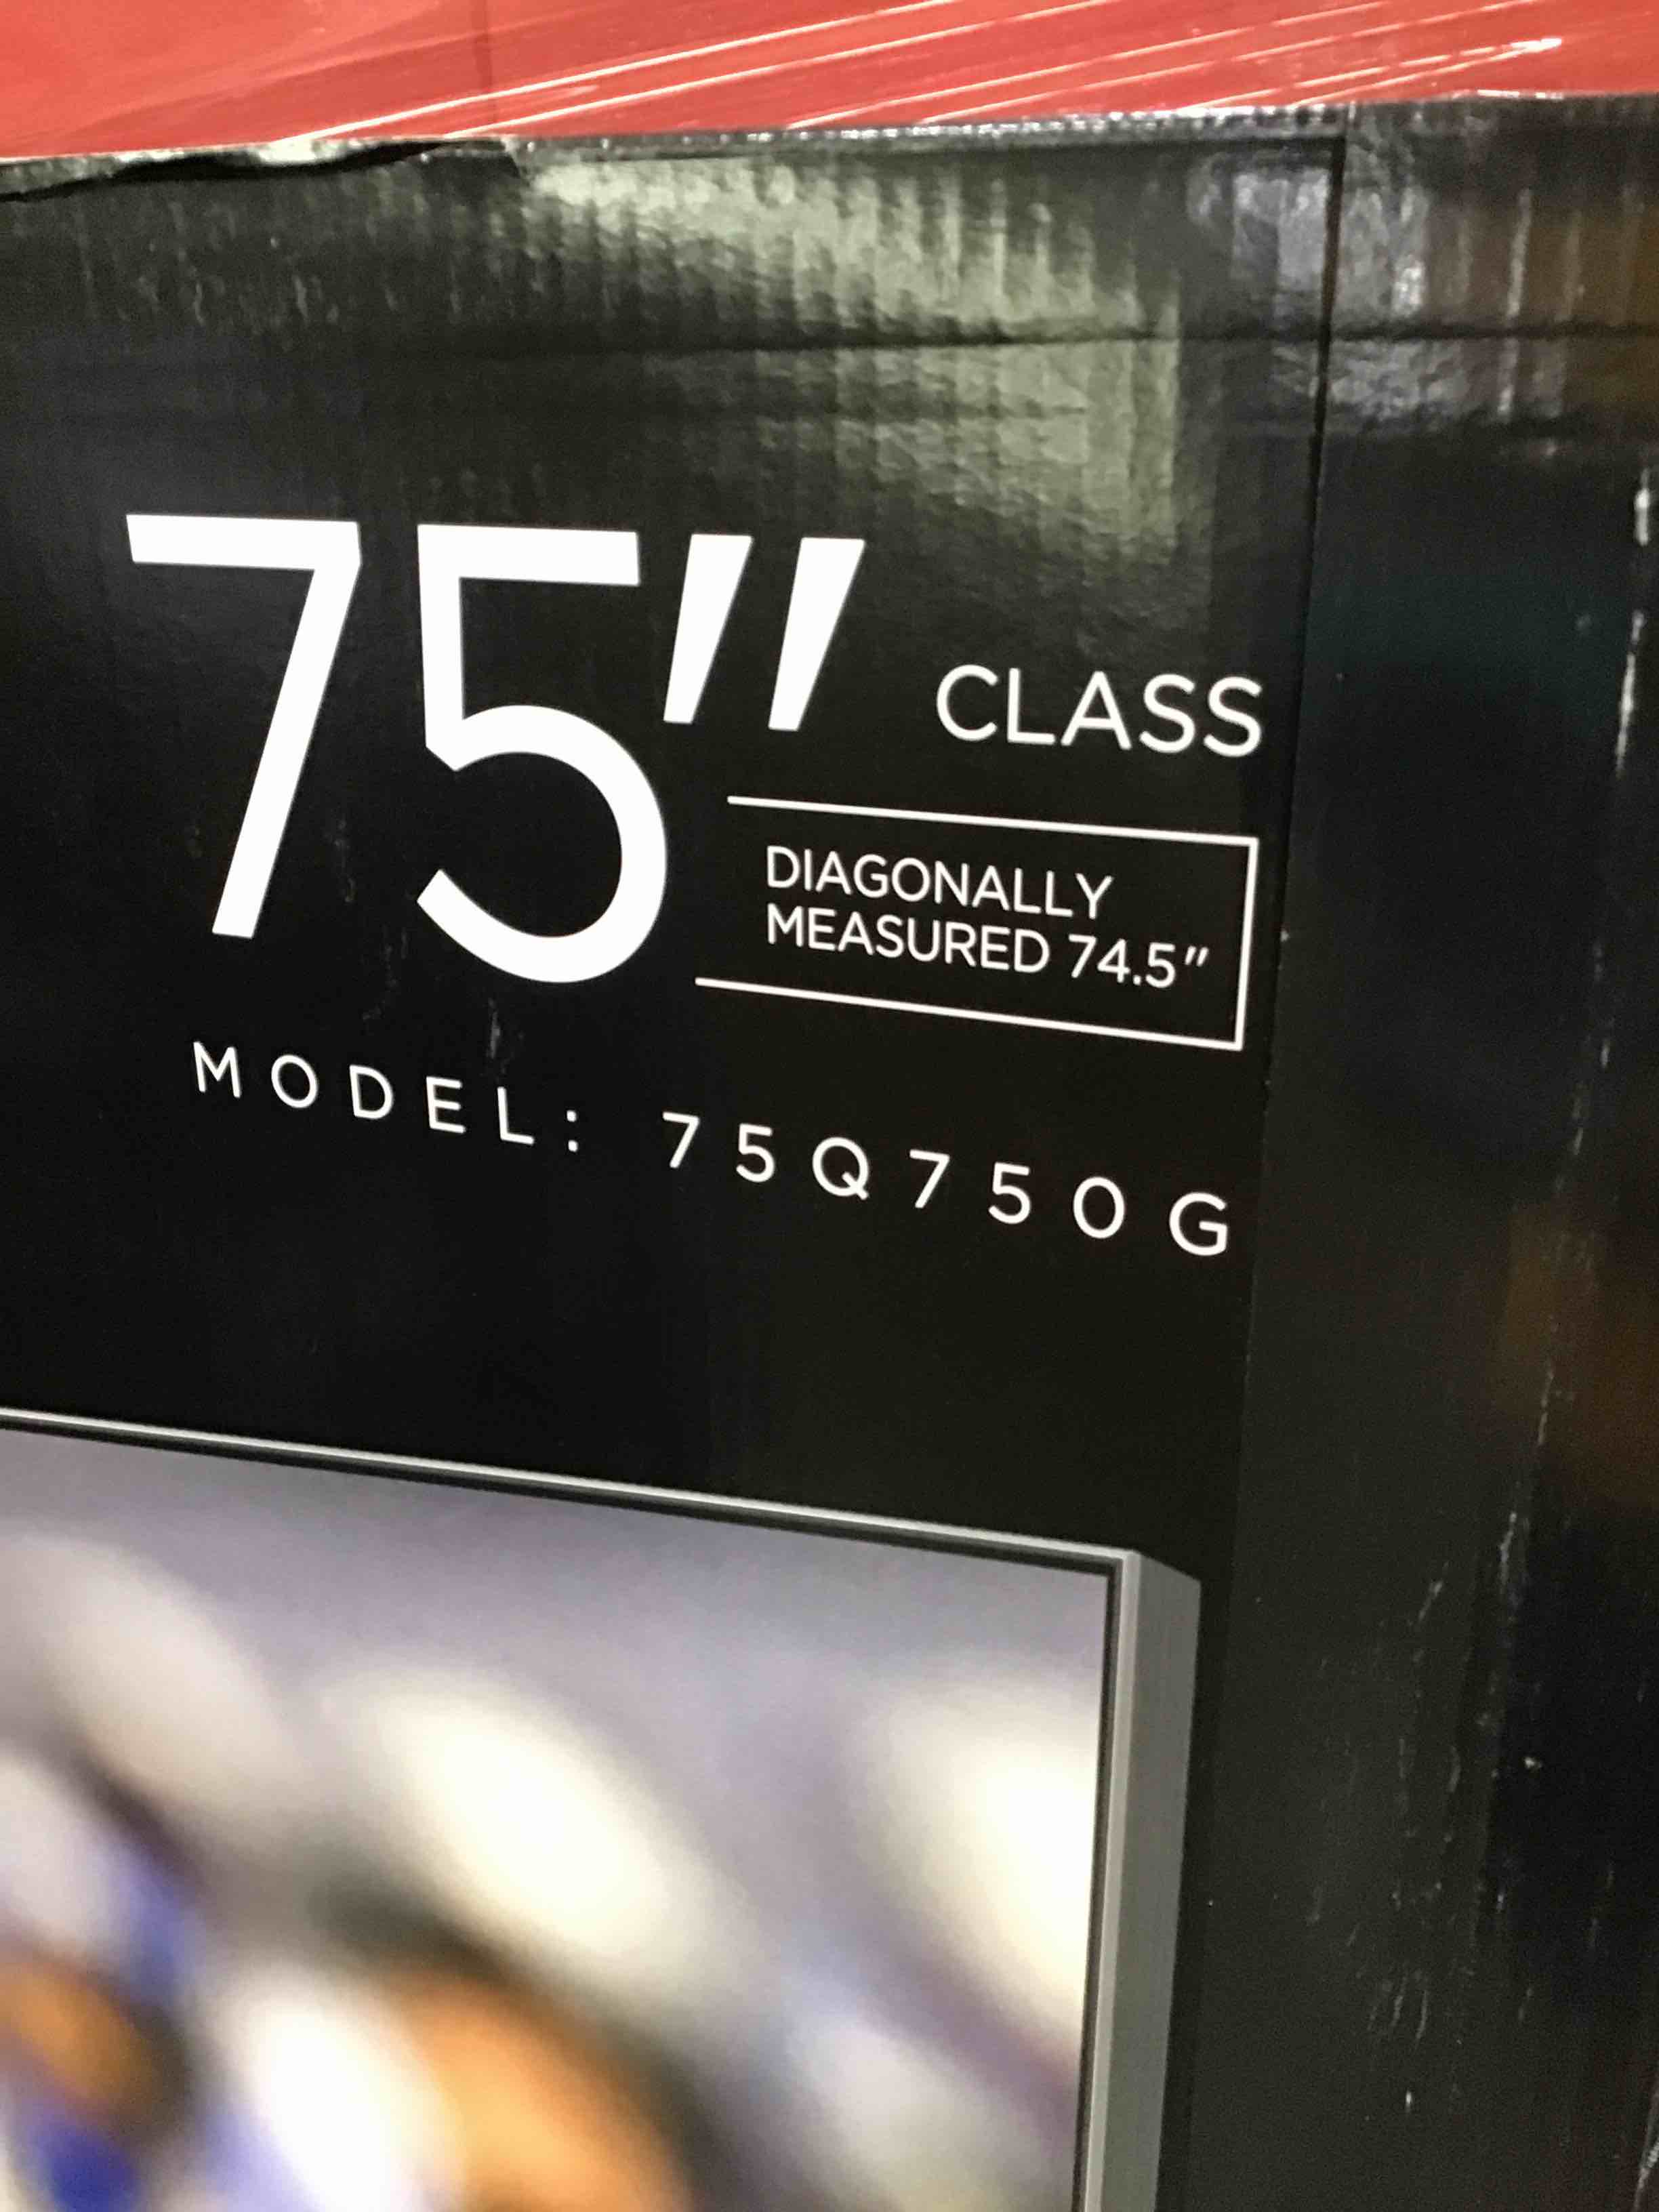 75" CLASS
DIAGONALLY
MEASURED 74.5"
MODEL: 75Q750G